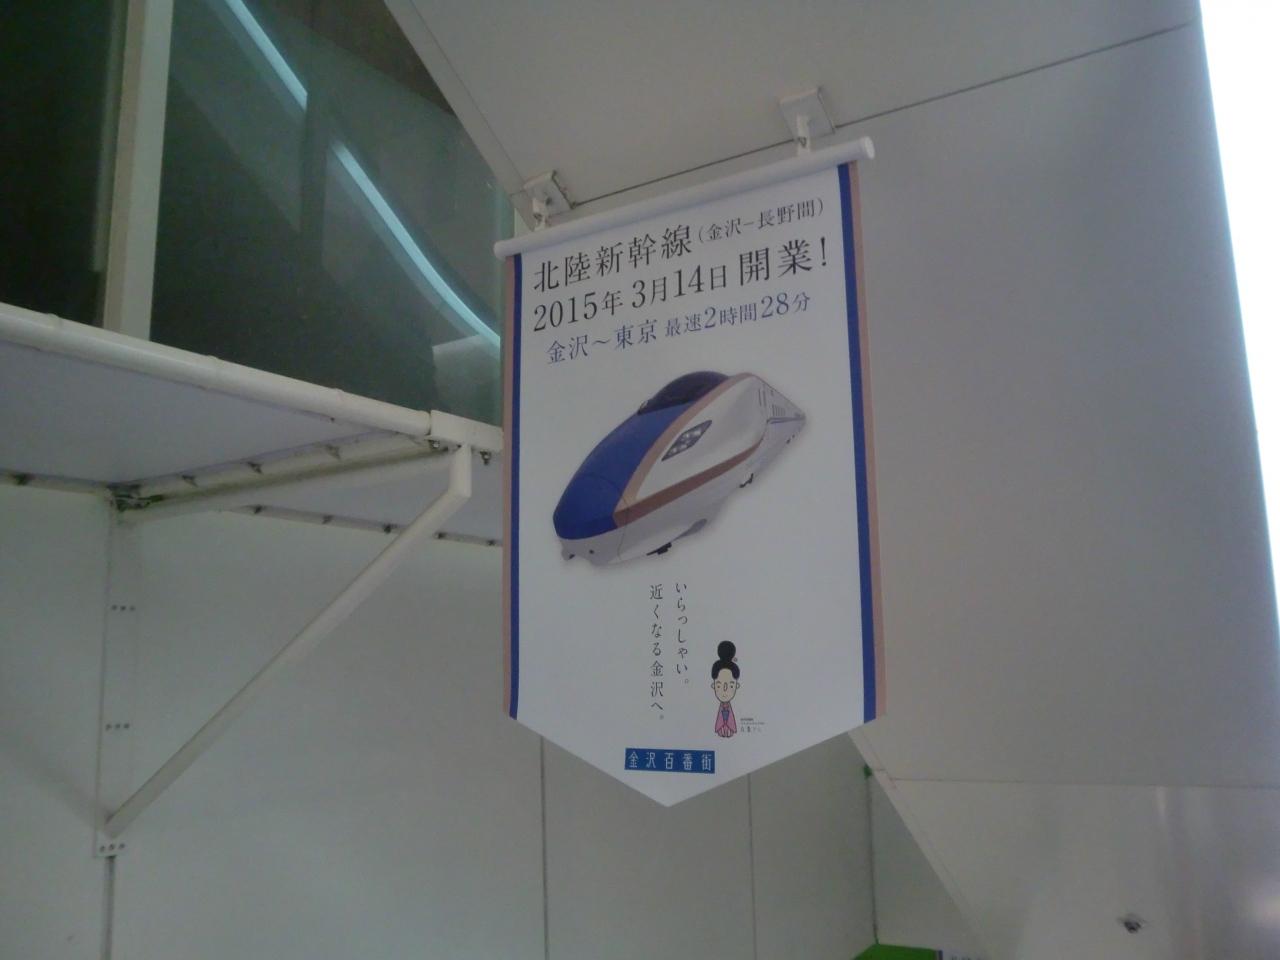 北陸新幹線(金沢−長野間)
2015年 3月14日 開業!
金沢〜東京 最速2時間28分
いらっしゃい。
近くなる金沢へ。
金沢百番街